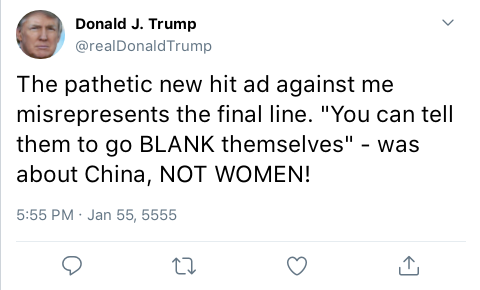 Donald J. Trump
@realDonaldTrump
The pathetic new hit ad against me
misrepresents the final line. "You can tell
them to go BLANK themselves" - was
about China, NOT WOMEN!
5:55 PM · Jan 55, 5555